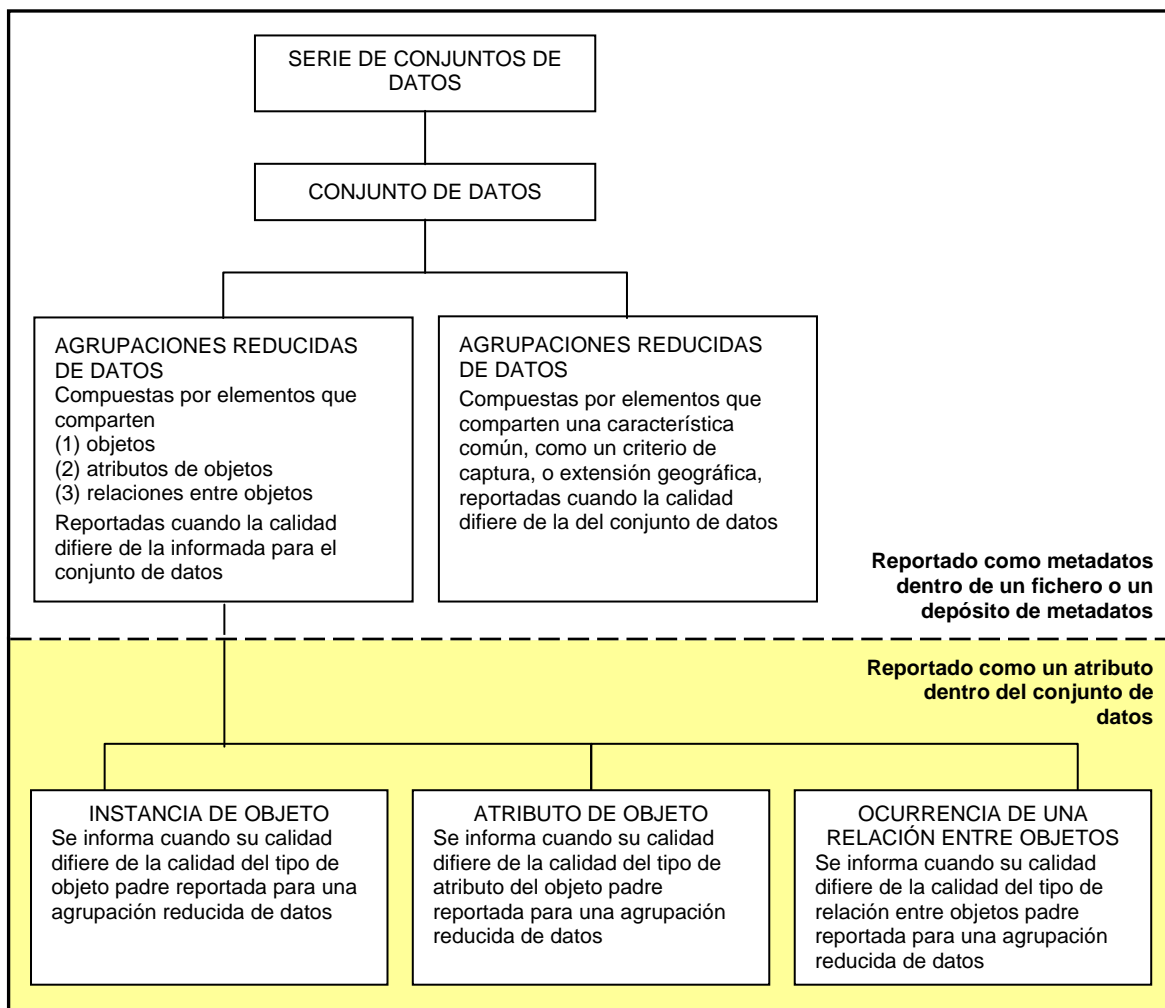 SERIE DE CONJUNTOS DE
DATOS
CONJUNTO DE DATOS
AGRUPACIONES REDUCIDAS
DE DATOS
Compuestas por elementos que
comparten
(1) objetos
(2) atributos de objetos
(3) relaciones entre objetos
Reportadas cuando la calidad
difiere de la informada para el
conjunto de datos
AGRUPACIONES REDUCIDAS
DE DATOS
Compuestas por elementos que
comparten una característica
común, como un criterio de
captura, o extensión geográfica,
reportadas cuando la calidad
difiere de la del conjunto de datos
Reportado como metadatos
dentro de un fichero o un
depósito de metadatos
Reportado como un atributo
dentro del conjunto de
datos
INSTANCIA DE OBJETO
Se informa cuando su calidad
difiere de la calidad del tipo de
objeto padre reportada para una
agrupación reducida de datos
ATRIBUTO DE OBJETO
Se informa cuando su calidad
difiere de la calidad del tipo de
atributo del objeto padre
reportada para una agrupación
reducida de datos
OCURRENCIA DE UNA
RELACIÓN ENTRE OBJETOS
Se informa cuando su calidad
difiere de la calidad del tipo de
relación entre objetos padre
reportada para una agrupación
reducida de datos